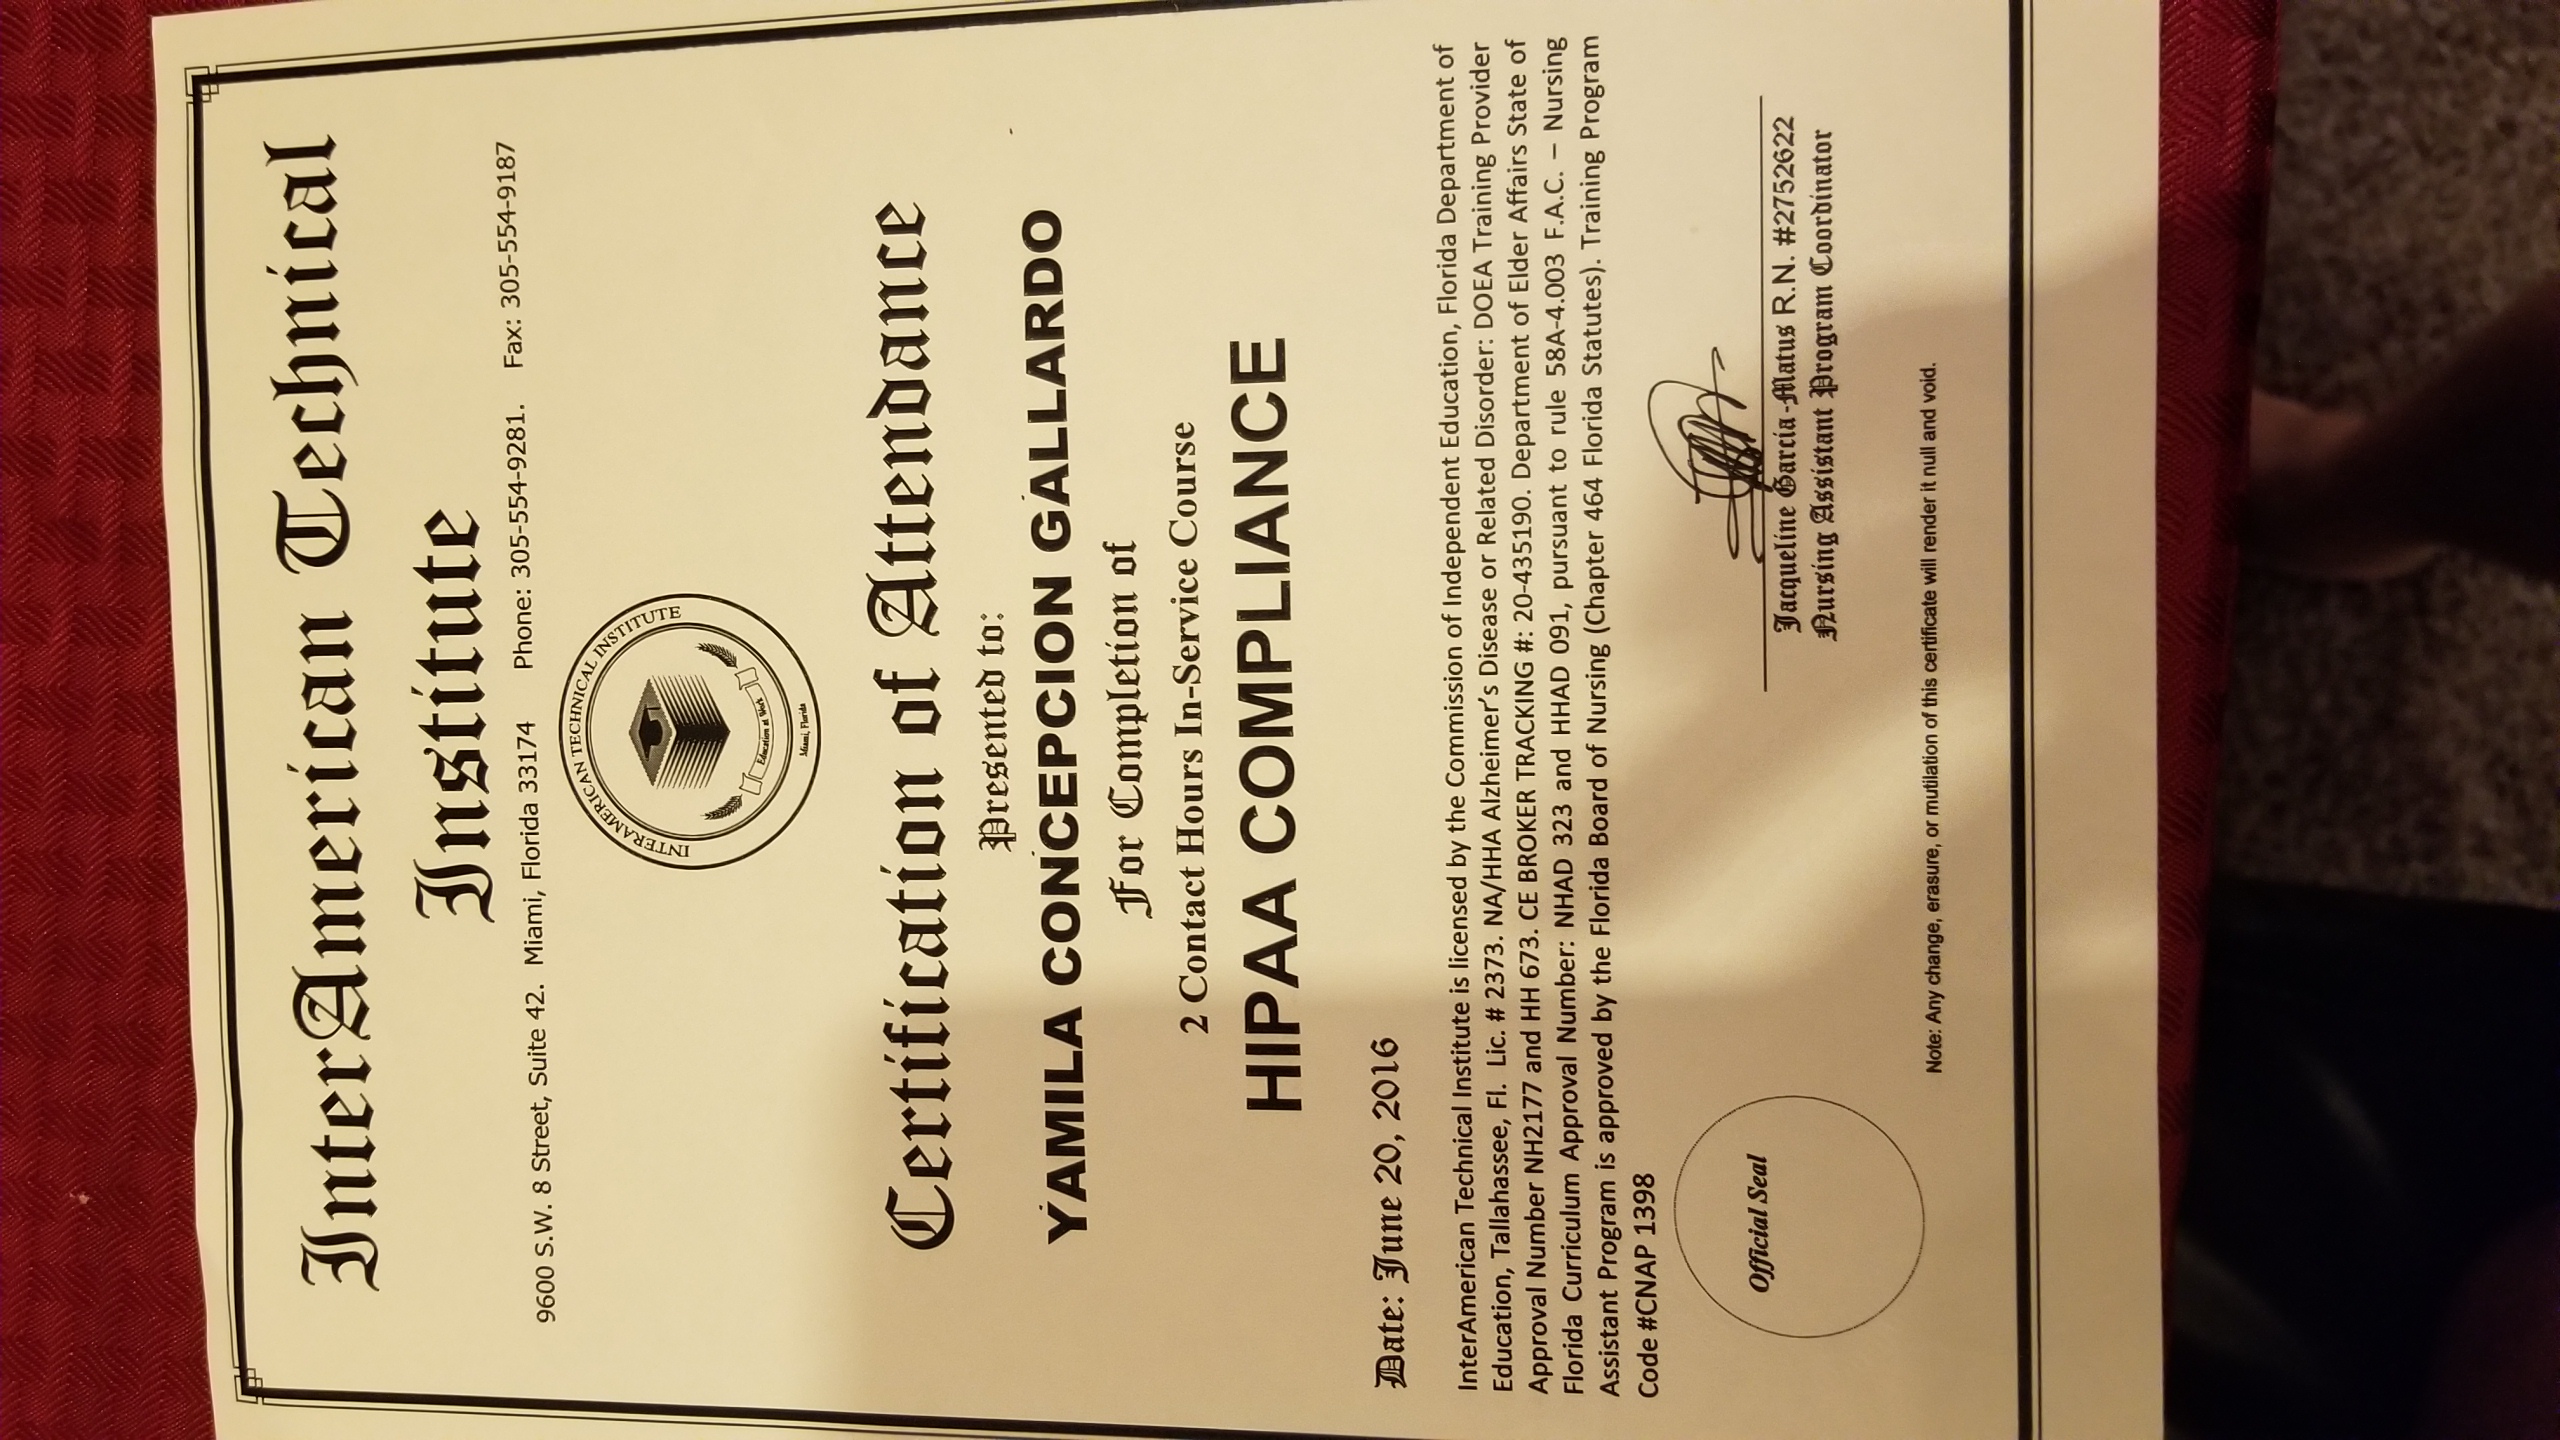 InterAmerican Technical
Institute
9600 S.W. 8 Street, Suite 42. Miami, Florida 33174 Phone: 305-554-9281. Fax: 305-554-9187
INTERAMERICAN TECHNICAL INSTITUTE
Education at Work
Miami, Florida
Certification of Attendance
Presented to:
YAMILA CONCEPCION GALLARDO
For Completion of
2 Contact Hours In-Service Course
HIPAA COMPLIANCE
Date: June 20, 2016
InterAmerican Technical Institute is licensed by the Commission of Independent Education, Florida Department of
Education, Tallahassee, Fl. Lic. # 2373. NA/HHA Alzheimer's Disease or Related Disorder: DOEA Training Provider
Approval Number NH2177 and HH 673. CE BROKER TRACKING #: 20-435190. Department of Elder Affairs State of
Florida Curriculum Approval Number: NHAD 323 and HHAD 091, pursuant to rule 58A-4.003 F.A.C. – Nursing
Assistant Program is approved by the Florida Board of Nursing (Chapter 464 Florida Statutes). Training Program
Code #CNAP 1398
Official Seal
Jacqueline Garcia-Matus R.N. #2752622
Nursing Assistant Program Coordinator
Note: Any change, erasure, or mutilation of this certificate will render it null and void.